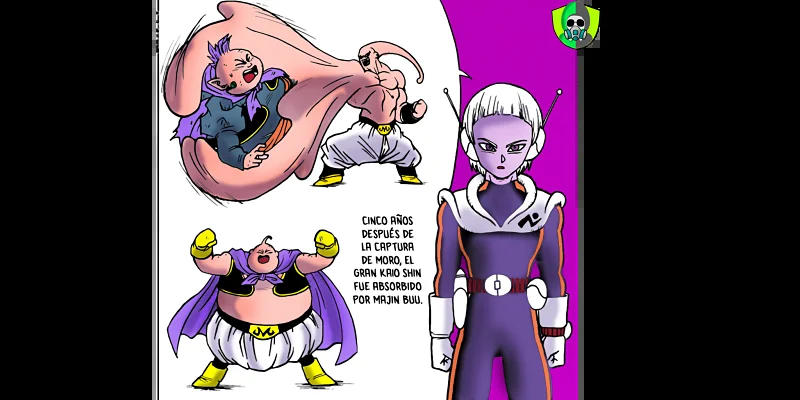 CINCO AÑOS
DESPUÉS DE
LA CAPTURA
DE MORO, EL
GRAN KAIO SHIN
FUE ABSORBIDO
POR MAJIN BUU.